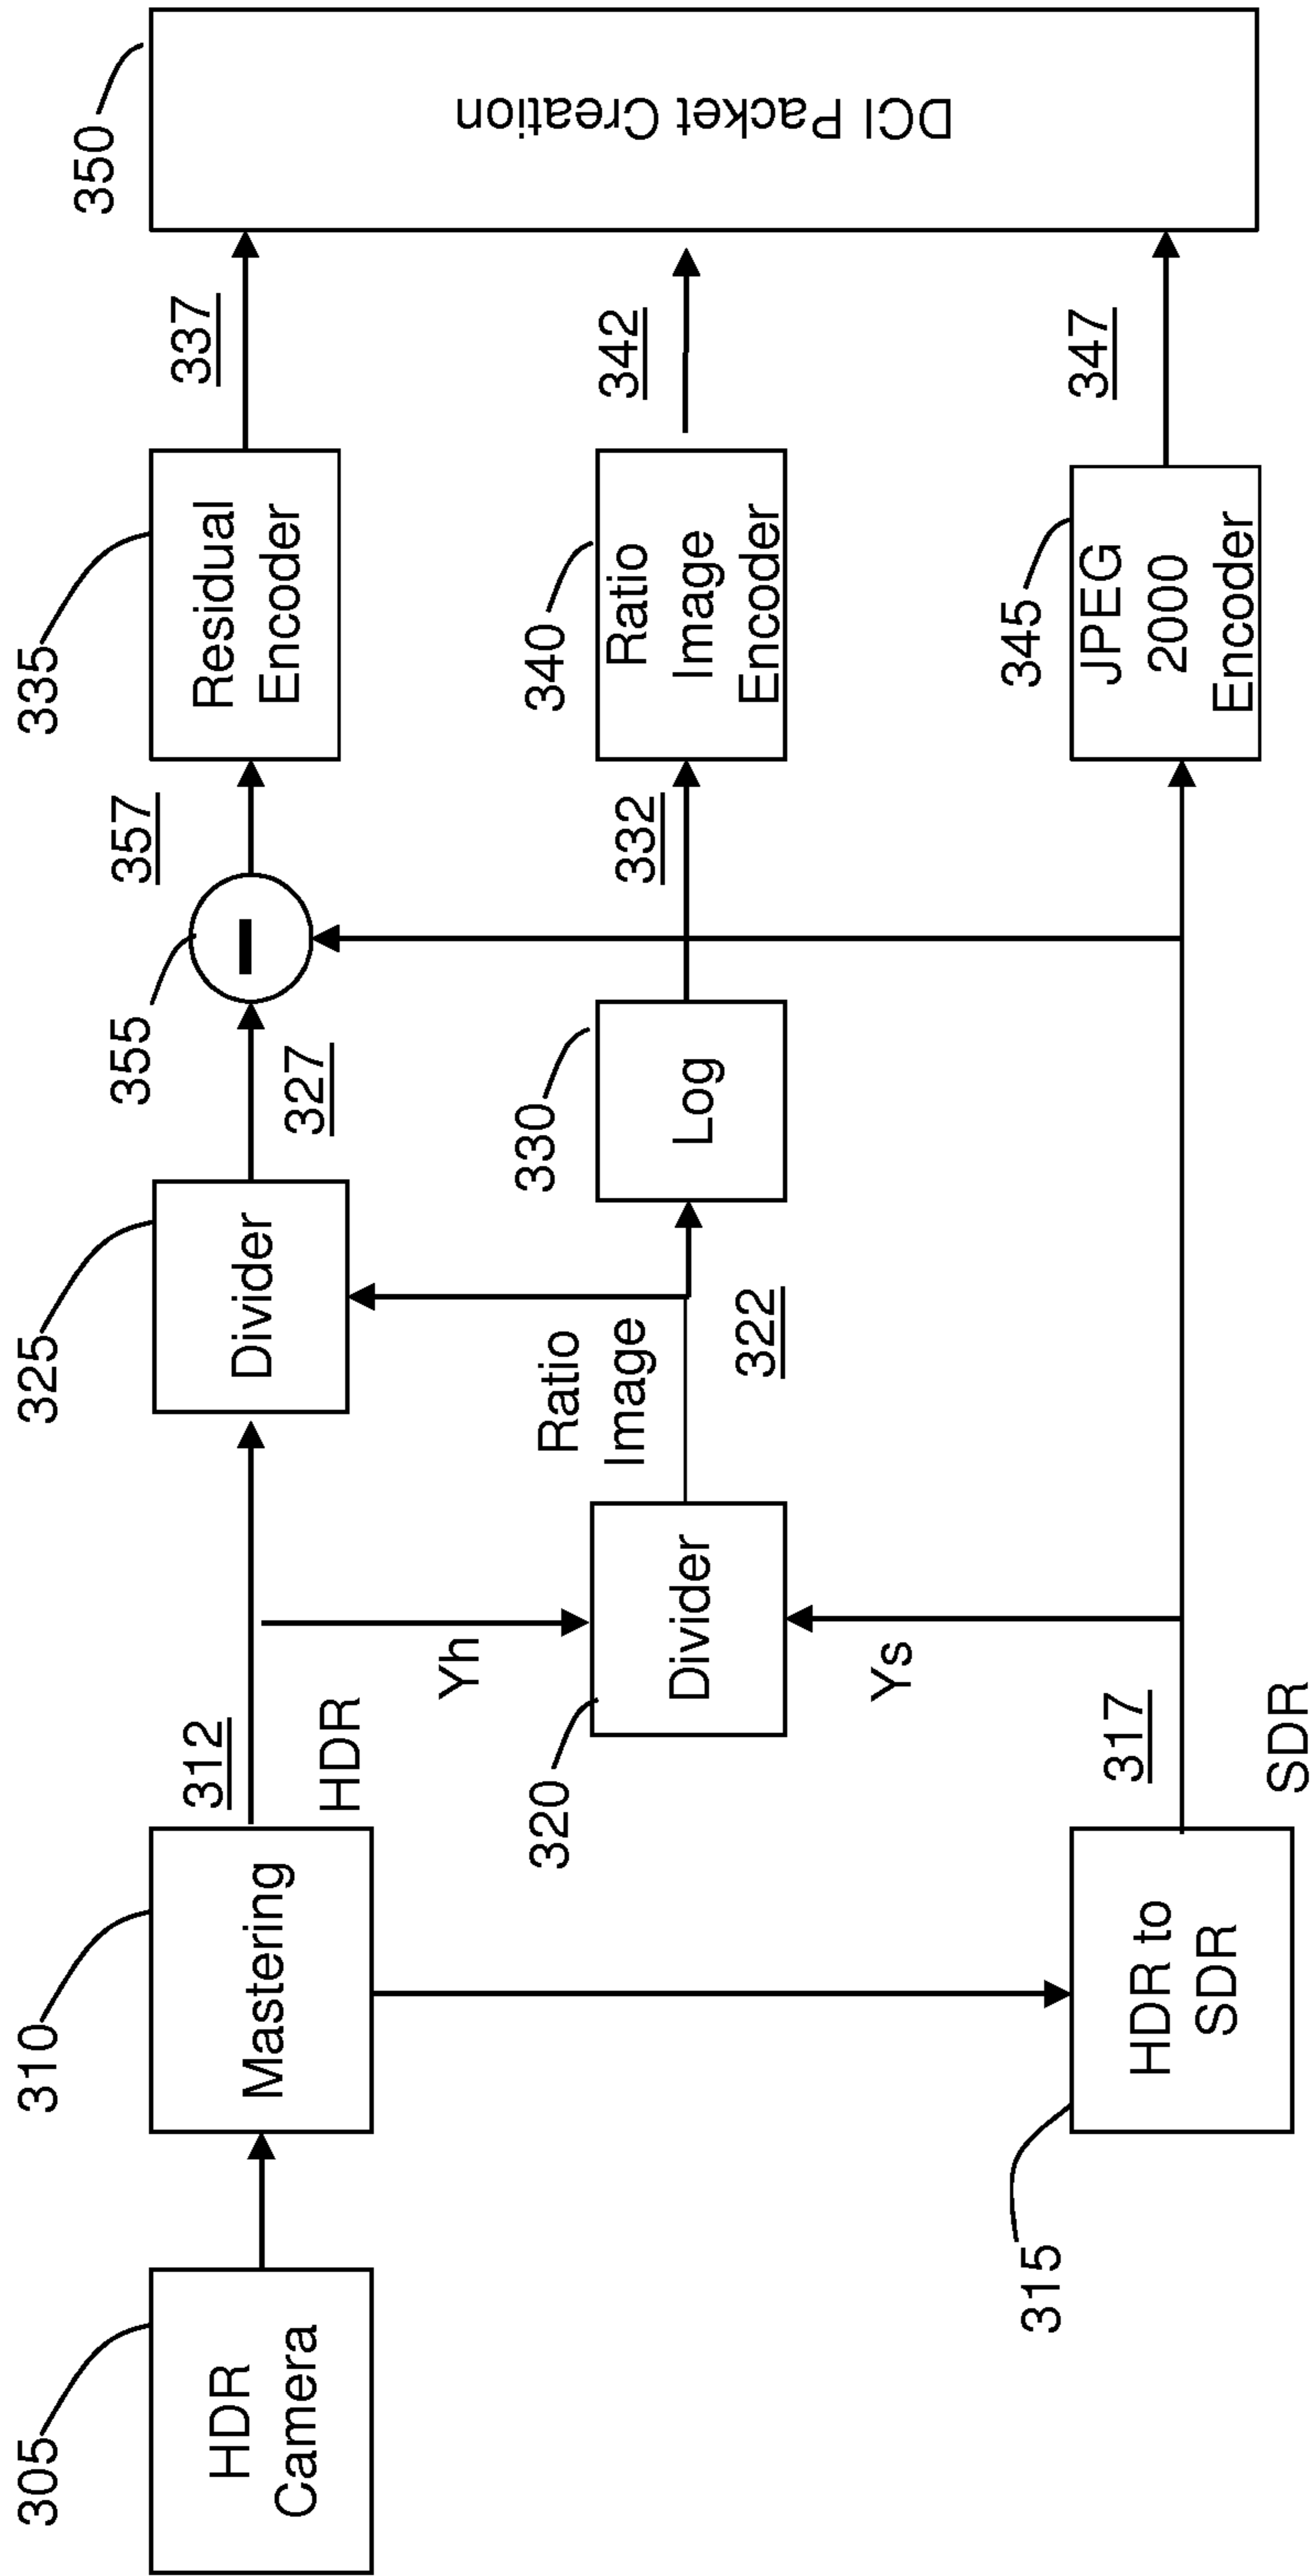 305
HDR
Camera
310
Mastering
312
HDR
325
Divider
327
355
–
357
335
Residual
Encoder
337
350
DCI Packet Creation
Yh
320
Divider
Ys
Ratio
Image
322
330
Log
332
340
Ratio
Image
Encoder
342
315
HDR to
SDR
317
SDR
345
JPEG
2000
Encoder
347